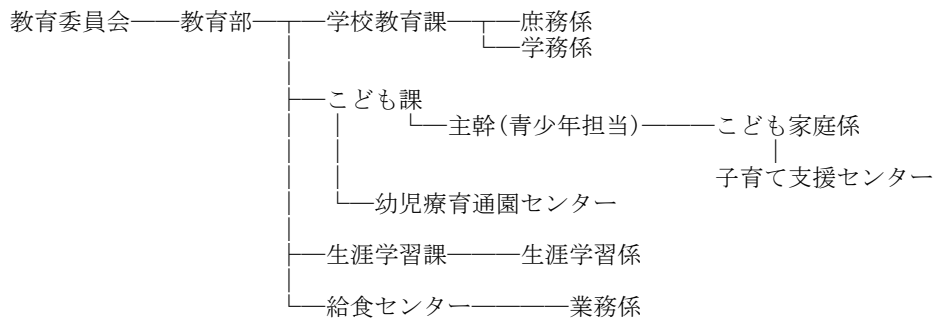 教育委員会───教育部─┬─学校教育課─┬─庶務係
└─学務係
├─こども課
└─主幹(青少年担当)───こども家庭係
子育て支援センター
└─幼児療育通園センター
├─生涯学習課───生涯学習係
└─給食センター────業務係